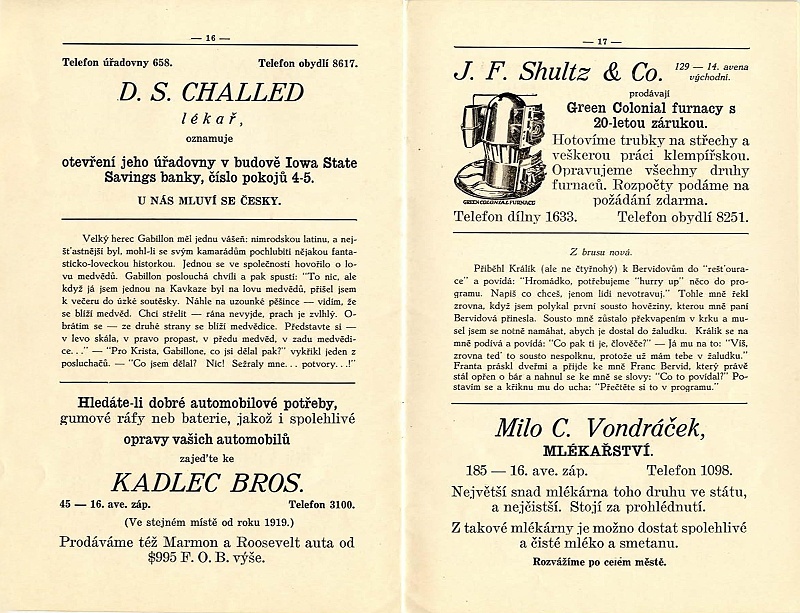 — 16 —
Telefon úřadovny 658. Telefon obydlí 8617.
D. S. CHALLED
lékař,
oznamuje
otevření jeho úřadovny v budově Iowa State
Savings banky, číslo pokojů 4-5.
U NÁS MLUVÍ SE ČESKY.
Velký herec Gabillon měl jednu vášeň: nimrodskou latinu, a nej-
šťastnější byl, mohl-li se svým kamarádům pochlubiti nějakou fanta-
sticko-loveckou historkou. Jednou se ve společnosti hovořilo o lo-
vu medvědů. Gabillon poslouchá chvíli a pak spustí: "To nic, ale
když já jsem jednou na Kavkaze byl na lovu medvědů, přišel jsem
k večeru do úzké soutěsky. Náhle na uzounké pěšince — vidím, že
se blíží medvěd. Chci střelit — rána nevyjde, prach je zvlhlý. O-
brátím se — ze druhé strany se blíží medvědice. Představte si —
v levo skála, v pravo propast, v předu medvěd, v zadu medvědi-
ce. . ." — "Pro Krista, Gabillone, co jsi dělal pak?" vykřikl jeden z
posluchačů. — "Co jsem dělal? Nic! Sežraly mne. . . potvory. . .!"
Hledáte-li dobré automobilové potřeby,
gumové ráfy neb baterie, jakož i spolehlivé
opravy vašich automobilů
zajeďte ke
KADLEC BROS.
45 — 16. ave. záp. Telefon 3100.
(Ve stejném místě od roku 1919.)
Prodáváme též Marmon a Roosevelt auta od
$995 F. O. B. výše.
— 17 —
J. F. Shultz & Co. 129 — 14. avena
východní.
prodávají
Green Colonial furnacy s
20-letou zárukou.
Hotovíme trubky na střechy a
veškerou práci klempířskou.
Opravujeme všechny druhy
furnaců. Rozpočty podáme na
požádání zdarma.
GREEN COLONIAL FURNACE
Telefon dílny 1633. Telefon obydlí 8251.
Z brusu nová.
Přiběhl Králik (ale ne čtyřnohý) k Bervidovům do "rešťoura-
ce" a povídá: "Hromádko, potřebujeme "hurry up" něco do pro-
gramu. Napiš co chceš, jenom lidi nevotravuj." Tohle mně řekl
zrovna, když jsem polykal první sousto hověziny, kterou mně paní
Bervidová přinesla. Sousto mně zůstalo překvapením v krku a mu-
sel jsem se notně namáhat, abych je dostal do žaludku. Králik se na
mně podívá a povídá: "Co pak ti je, člověče?" — Já mu na to: "Víš,
zrovna teď to sousto nespolknu, protože už mám tebe v žaludku."
Franta práskl dveřmi a přijde ke mně Franc Bervid, který právě
stál opřen o bár a nahnul se ke mně se slovy: "Co to povídal?" Po-
stavím se a křiknu mu do ucha: "Přečtěte si to v programu."
Milo C. Vondráček,
MLÉKAŘSTVÍ.
185 — 16. ave. záp. Telefon 1098.
Největší snad mlékárna toho druhu ve státu,
a nejčistší. Stojí za prohlédnutí.
Z takové mlékárny je možno dostat spolehlivé
a čisté mléko a smetanu.
Rozvážíme po celém městě.